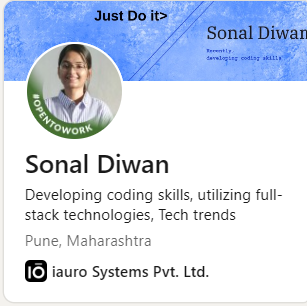 Just Do it>
Sonal Diwan
Recently
developing coding skills
#OPENTOWORK
Sonal Diwan
Developing coding skills, utilizing full-
stack technologies, Tech trends
Pune, Maharashtra
iauro Systems Pvt. Ltd.